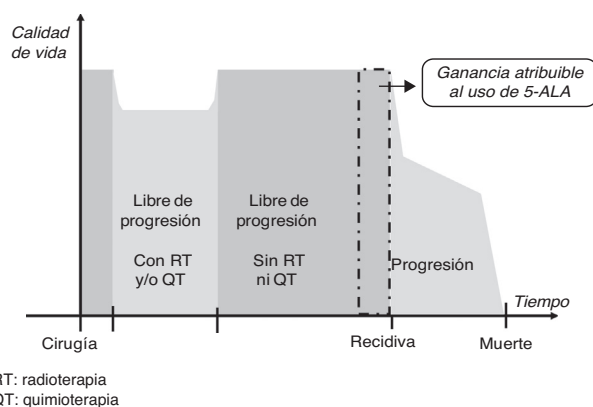 Calidad
de vida
Ganancia atribuible
al uso de 5-ALA
Libre de
progresión
Con RT
y/o QT
Libre de
progresión
Sin RT
ni QT
Progresión
Tiempo
Cirugía
Recidiva
Muerte
RT: radioterapia
QT: quimioterapia